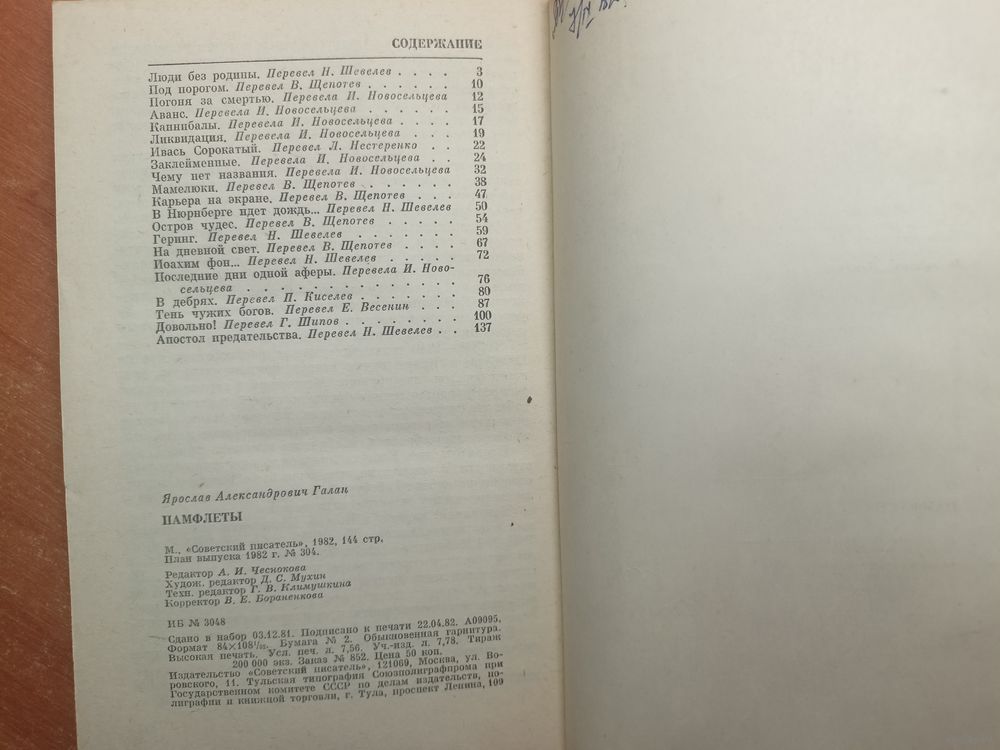 СОДЕРЖАНИЕ
Люди без родины. Перевел Н. Шевелев . . . . 3
Под порогом. Перевел В. Щепотев . . . . . . 10
Погоня за смертью. Перевела И. Новосельцева 12
Аванс. Перевела И. Новосельцева . . . . . . 15
Каннибалы. Перевела И. Новосельцева . . . . 17
Ликвидация. Перевела И. Новосельцева . . . 19
Ивась Сорокатый. Перевел Л. Нестеренко . . 22
Заклейменные. Перевела И. Новосельцева . . 24
Чему нет названия. Перевела И. Новосельцева 32
Мамелюки. Перевел В. Щепотев . . . . . . 38
Карьера на экране. Перевел В. Щепотев . . . 47
В Нюрнберге идет дождь... Перевел Н. Шевелев 50
Остров чудес. Перевел В. Щепотев . . . . . 54
Геринг. Перевел Н. Шевелев . . . . . . . 59
На дневной свет. Перевел В. Щепотев . . . . 67
Иоахим фон... Перевел Н. Шевелев . . . . . 72
Последние дни одной аферы. Перевела И. Ново-
сельцева . . . . . . . . . . . . . 76
В дебрях. Перевел П. Киселев . . . . . . 80
Тень чужих богов. Перевел Е. Весенин . . . 87
Довольно! Перевел Г. Шипов . . . . . . . 100
Апостол предательства. Перевел Н. Шевелев . . 137
Ярослав Александрович Галан
ПАМФЛЕТЫ
М., «Советский писатель», 1982, 144 стр.
План выпуска 1982 г. № 304.
Редактор А. И. Чеснокова
Худож. редактор Д. С. Мухин
Техн. редактор Г. В. Климушкина
Корректор В. Е. Бораненкова
ИБ № 3048
Сдано в набор 03.12.81. Подписано к печати 22.04.82. А09095.
Формат 84×108¹/₃₂. Бумага № 2. Обыкновенная гарнитура.
Высокая печать. Усл. печ. л. 7,56. Уч.-изд. л. 7,78. Тираж
200 000 экз. Заказ № 852. Цена 50 коп.
Издательство «Советский писатель», 121069, Москва, ул. Во-
ровского, 11. Тульская типография Союзполиграфпрома при
Государственном комитете СССР по делам издательств, по-
лиграфии и книжной торговли, г. Тула, проспект Ленина, 109